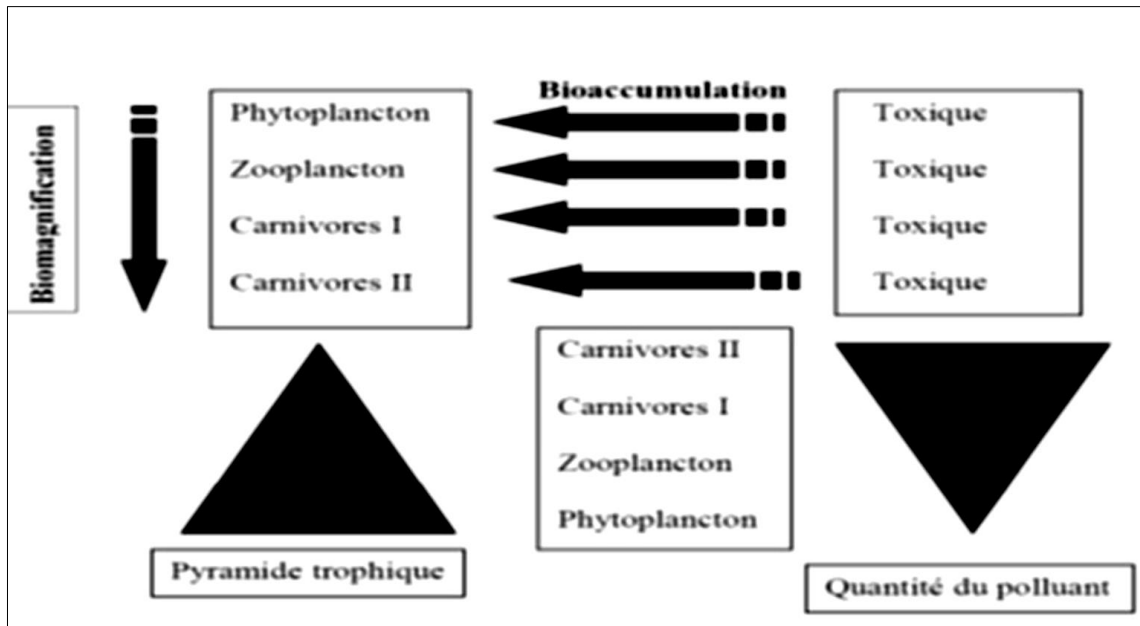 Bioaccumulation
Biomagnification
Phytoplancton
Zooplancton
Carnivores I
Carnivores II
Toxique
Toxique
Toxique
Toxique
Carnivores II
Carnivores I
Zooplancton
Phytoplancton
Pyramide trophique
Quantité du polluant